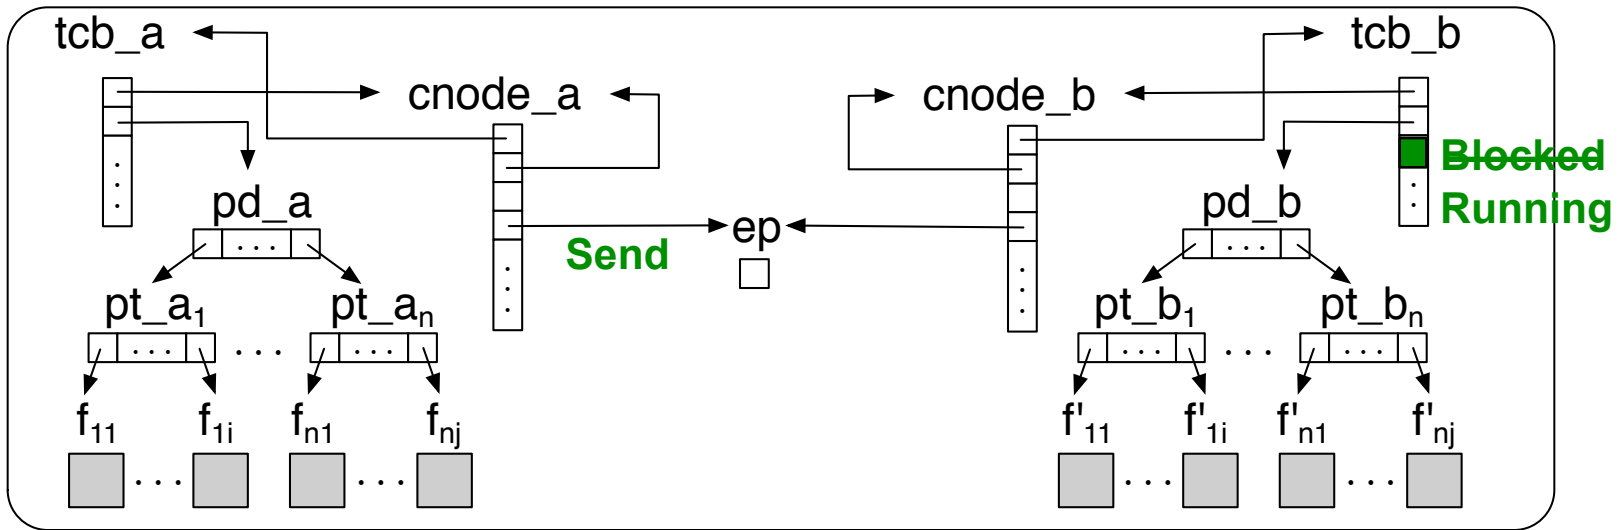 tcb_a tcb_b
cnode_a cnode_b
Blocked
pd_a pd_b Running
ep
Send
pt_a₁ pt_aₙ pt_b₁ pt_bₙ
f₁₁ f₁ᵢ fₙ₁ fₙⱼ f'₁₁ f'₁ᵢ f'ₙ₁ f'ₙⱼ